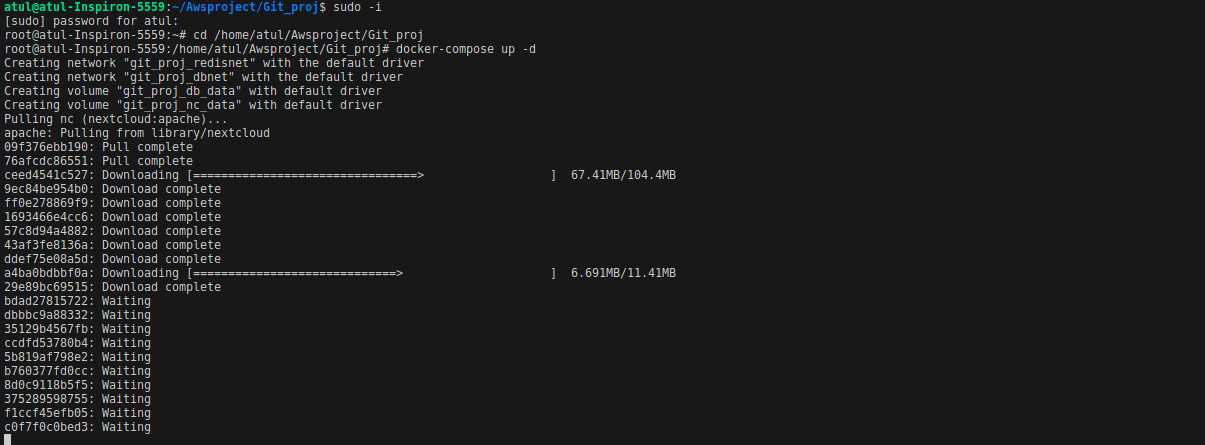 atul@atul-Inspiron-5559:~/Awsproject/Git_proj$ sudo -i
[sudo] password for atul:
root@atul-Inspiron-5559:~# cd /home/atul/Awsproject/Git_proj
root@atul-Inspiron-5559:/home/atul/Awsproject/Git_proj# docker-compose up -d
Creating network "git_proj_redisnet" with the default driver
Creating network "git_proj_dbnet" with the default driver
Creating volume "git_proj_db_data" with default driver
Creating volume "git_proj_nc_data" with default driver
Pulling nc (nextcloud:apache)...
apache: Pulling from library/nextcloud
09f376ebb190: Pull complete
76afcdc86551: Pull complete
ceed4541c527: Downloading [================================>                  ]  67.41MB/104.4MB
9ec84be954b0: Download complete
ff0e278869f9: Download complete
1693466e4cc6: Download complete
57c8d94a4882: Download complete
43af3fe8136a: Download complete
ddef75e08a5d: Download complete
a4ba0bdbbf0a: Downloading [=============================>                     ]  6.691MB/11.41MB
29e89bc69515: Download complete
bdad27815722: Waiting
dbbbc9a88332: Waiting
35129b4567fb: Waiting
ccdfd53780b4: Waiting
5b819af798e2: Waiting
b760377fd0cc: Waiting
8d0c9118b5f5: Waiting
375289598755: Waiting
f1ccf45efb05: Waiting
c0f7f0c0bed3: Waiting